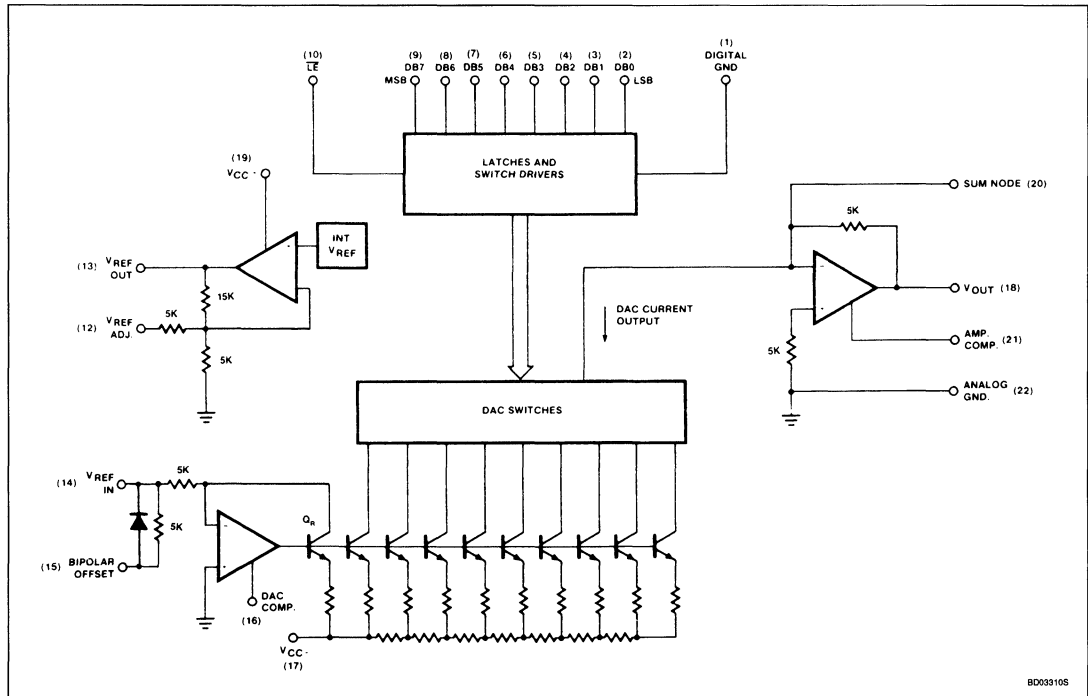 (10) LE
(9) DB7 MSB
(8) DB6
(7) DB5
(6) DB4
(5) DB3
(4) DB2
(3) DB1
(2) DB0 LSB
(1) DIGITAL GND
LATCHES AND
SWITCH DRIVERS
(19)
VCC -
INT
VREF
(13) VREF
OUT
15K
(12) VREF
ADJ.
5K
5K
SUM NODE (20)
5K
VOUT (18)
AMP.
COMP. (21)
5K
ANALOG
GND. (22)
DAC CURRENT
OUTPUT
DAC SWITCHES
(14) VREF
IN
5K
5K
(15) BIPOLAR
OFFSET
QR
DAC
COMP.
(16)
VCC -
(17)
-
-
-
-
BD03310S